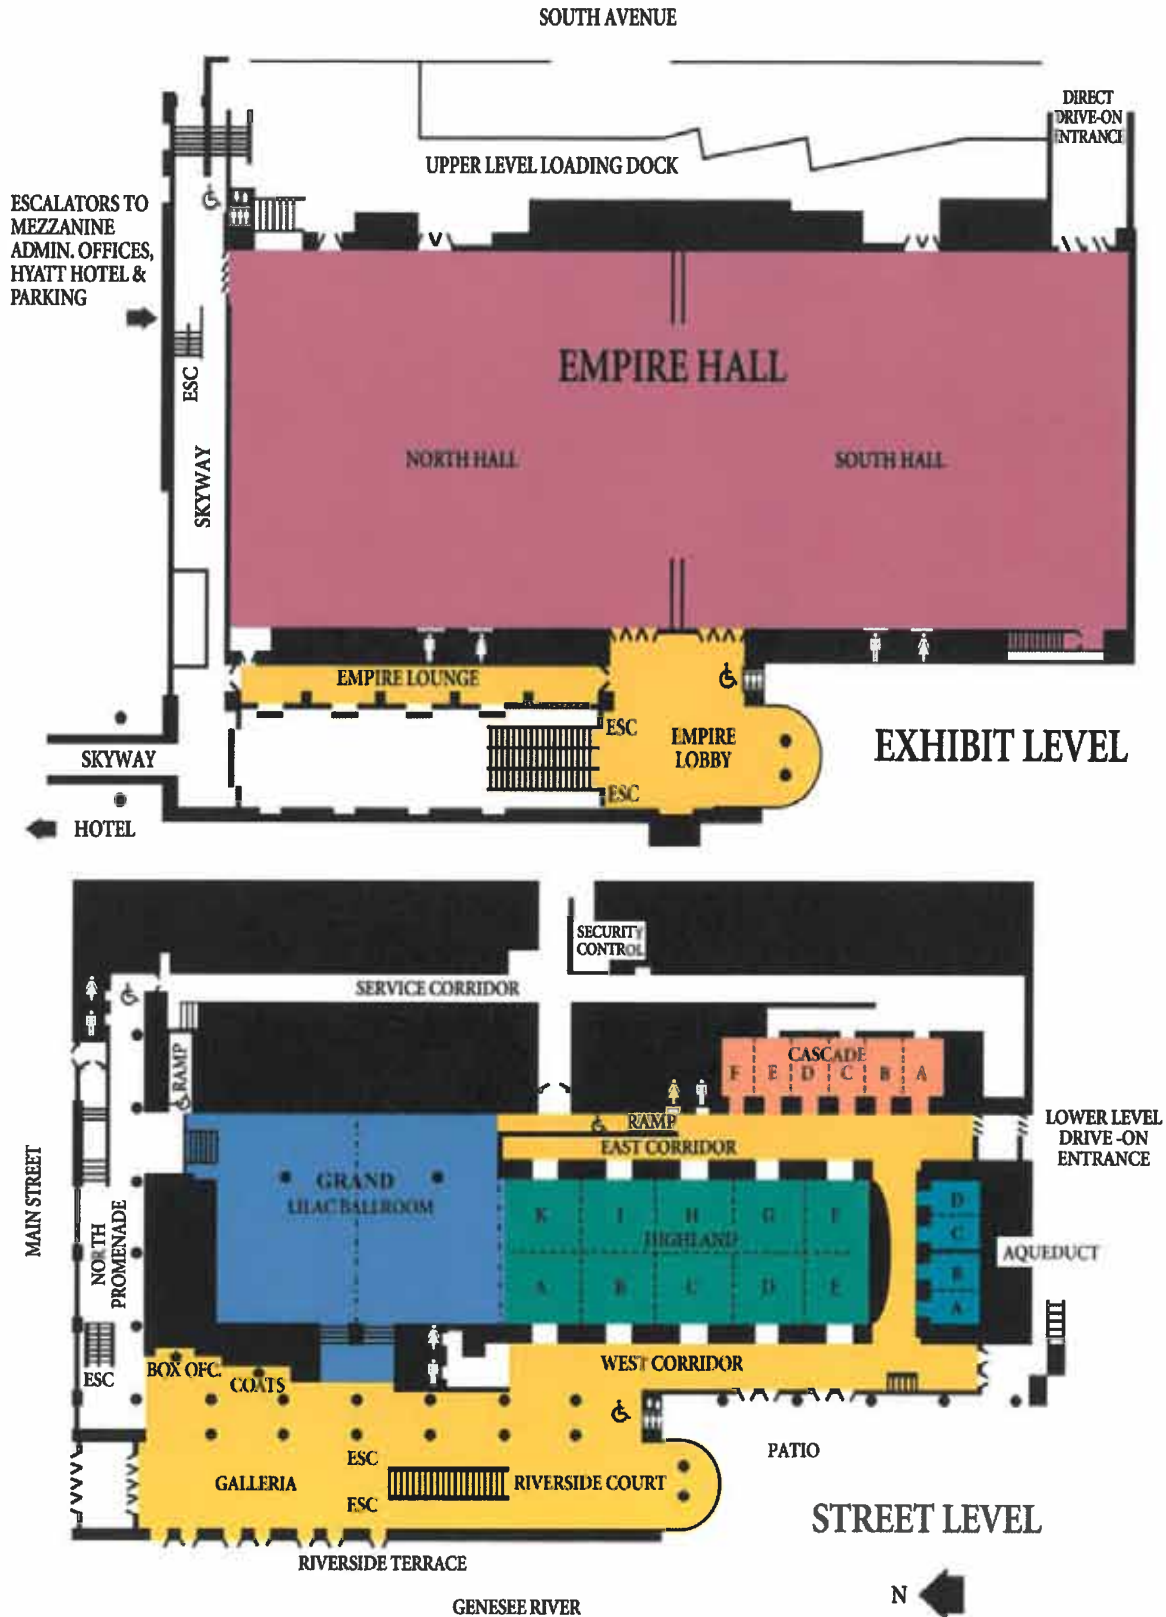 SOUTH AVENUE
DIRECT
DRIVE-ON
ENTRANCE
UPPER LEVEL LOADING DOCK
ESCALATORS TO
MEZZANINE
ADMIN. OFFICES,
HYATT HOTEL &
PARKING
ESC
SKYWAY
EMPIRE HALL
NORTH HALL
SOUTH HALL
EMPIRE LOUNGE
ESC
EMPIRE
LOBBY
ESC
EXHIBIT LEVEL
SKYWAY
HOTEL
SECURITY
CONTROL
SERVICE CORRIDOR
RAMP
CASCADE
F E D C B A
RAMP
EAST CORRIDOR
LOWER LEVEL
DRIVE -ON
ENTRANCE
MAIN STREET
NORTH
PROMENADE
GRAND
LILAC BALLROOM
K J H G F
HIGHLAND
A B C D E
D
C
B
A
AQUEDUCT
ESC
BOX OFC.
COATS
WEST CORRIDOR
PATIO
ESC
GALLERIA
RIVERSIDE COURT
ESC
STREET LEVEL
RIVERSIDE TERRACE
N
GENESEE RIVER